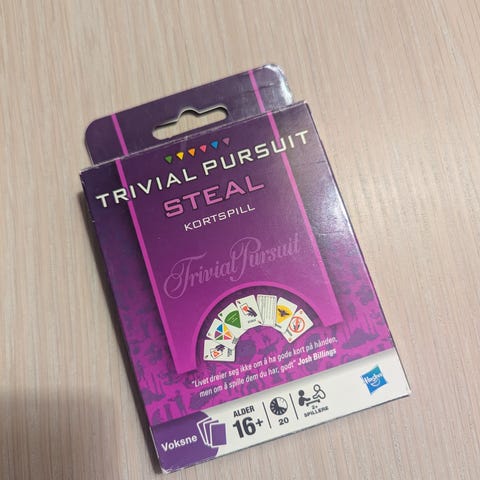 TRIVIAL PURSUIT
STEAL
KORTSPILL
Trivial Pursuit
"Livet dreier seg ikke om å ha gode kort på hånden,
men om å spille dem du har, godt" Josh Billings
Voksne
ALDER
16+
20
2+
SPILLERE
Hasbro